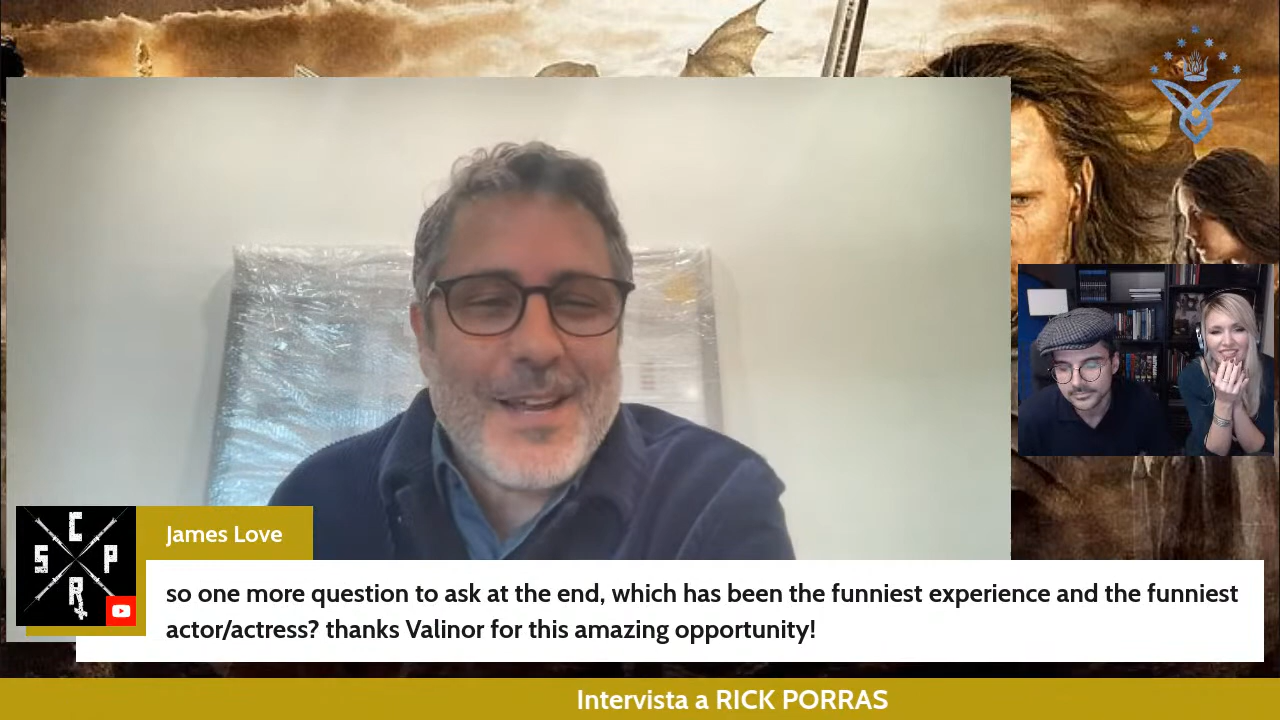 C
S P
R
James Love
so one more question to ask at the end, which has been the funniest experience and the funniest
actor/actress? thanks Valinor for this amazing opportunity!
Intervista a RICK PORRAS